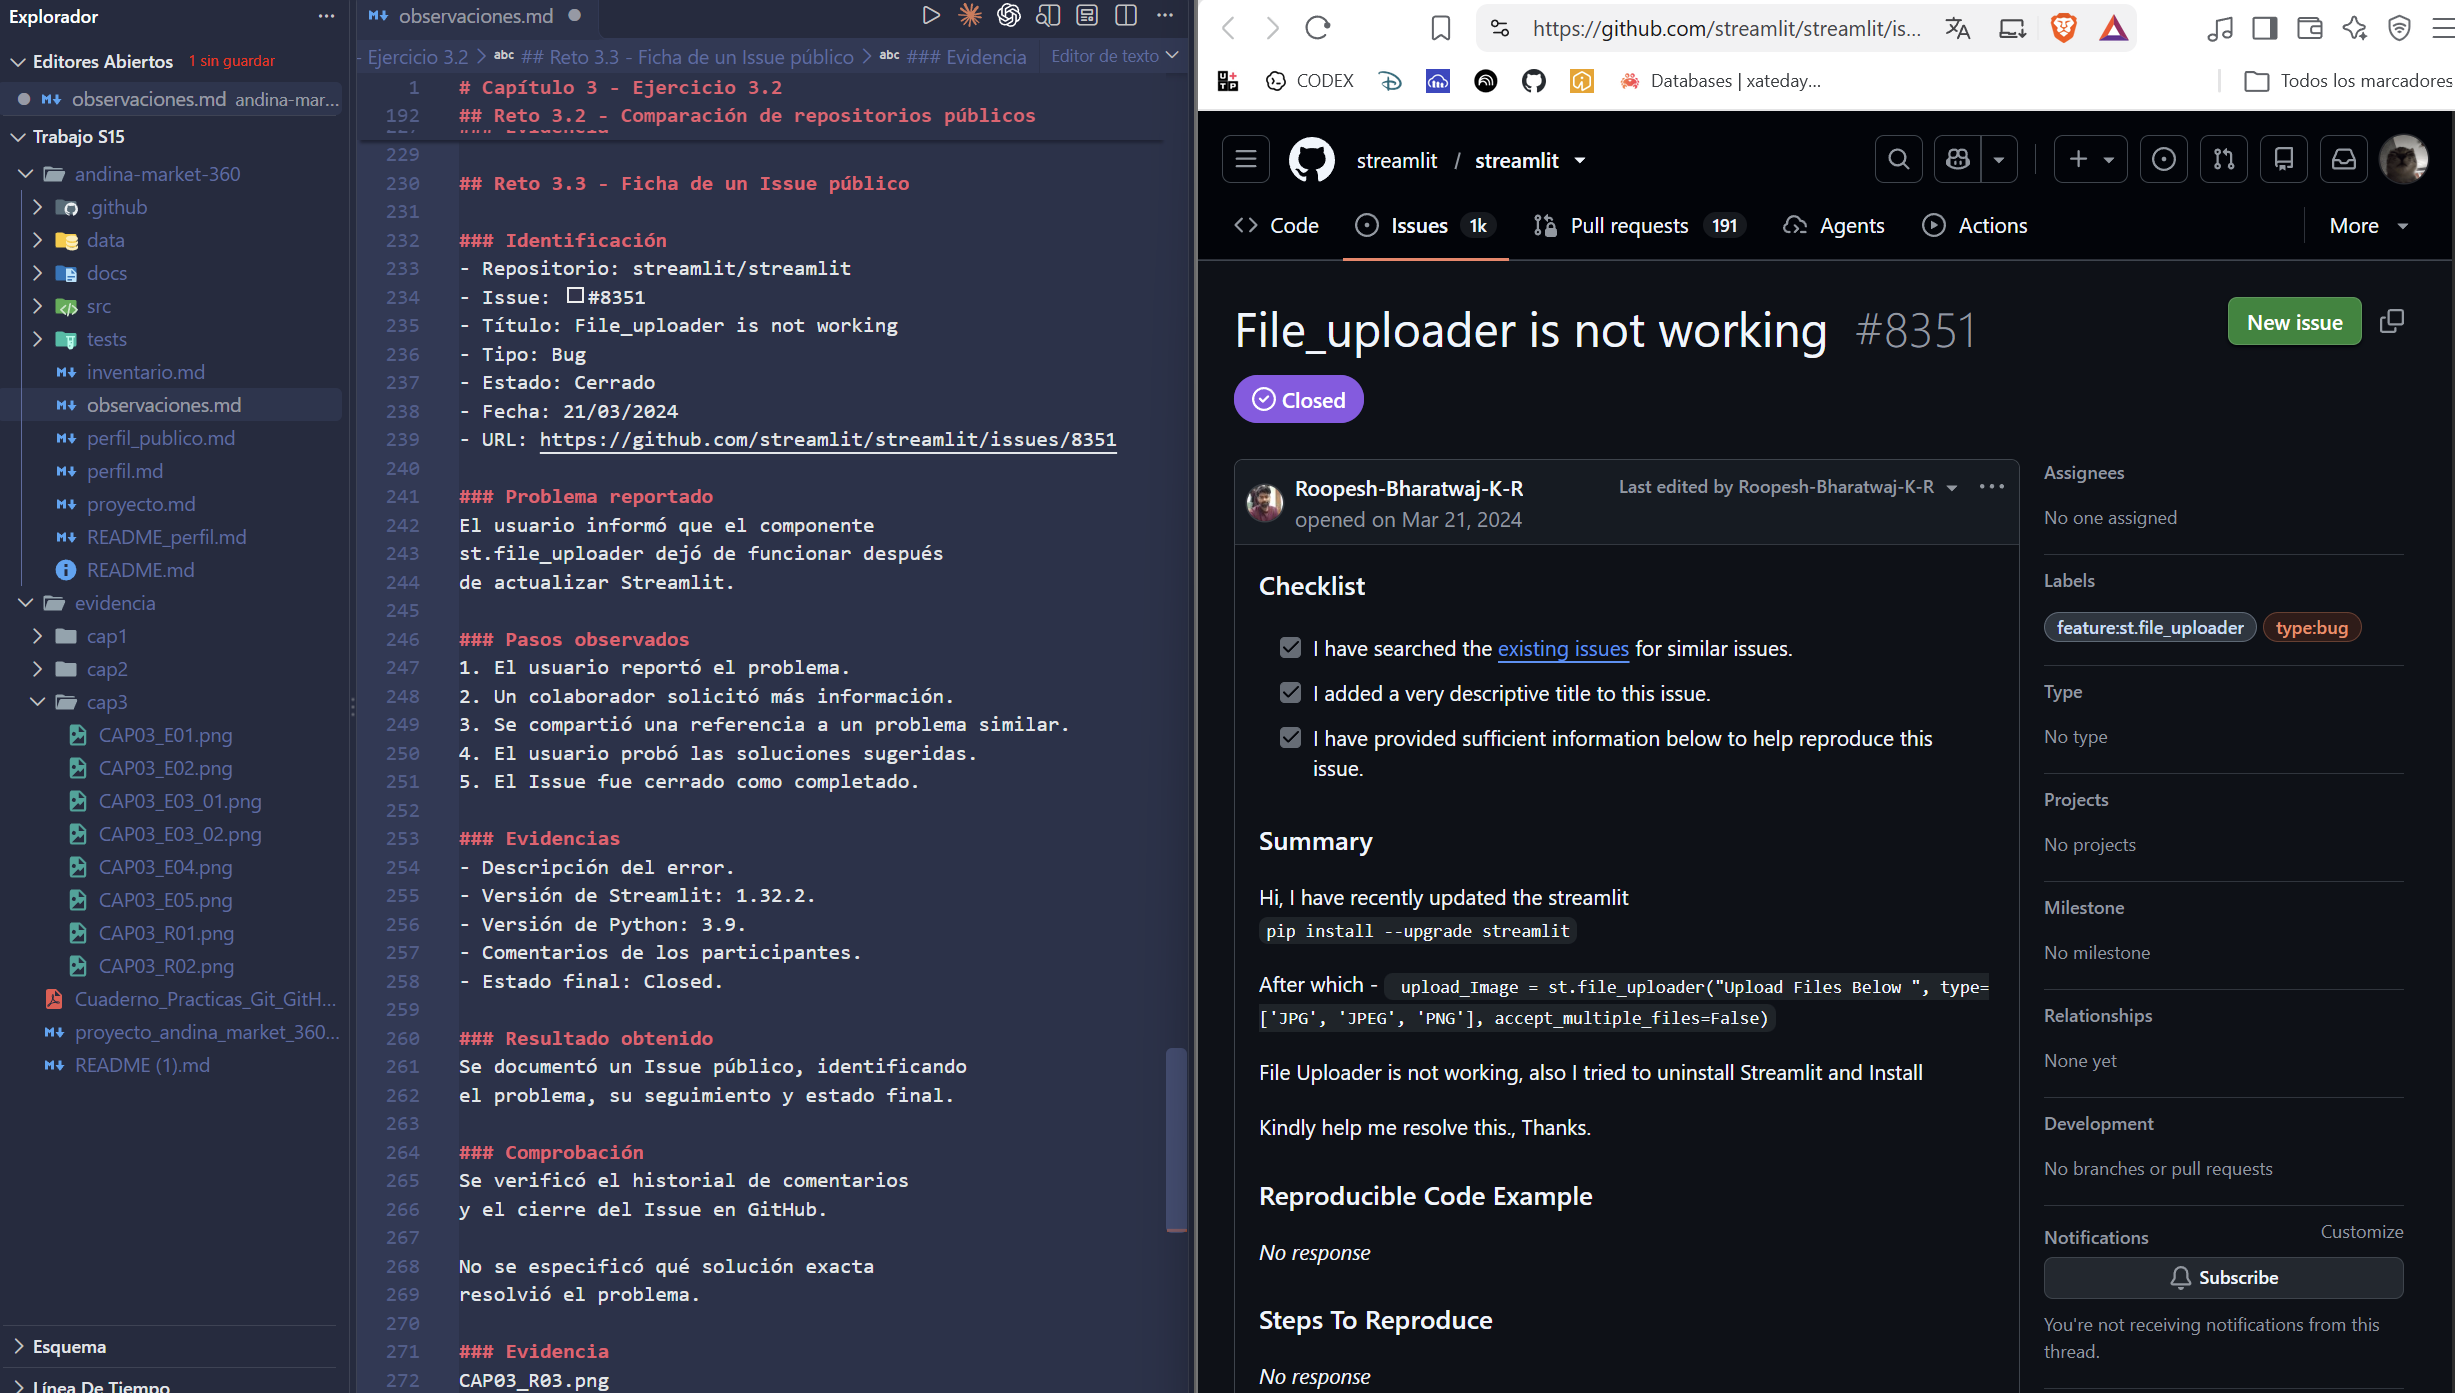 Explorador
Editores Abiertos 1 sin guardar
observaciones.md andina-mar...
Trabajo S15
andina-market-360
.github
data
docs
src
tests
inventario.md
observaciones.md
perfil_publico.md
perfil.md
proyecto.md
README_perfil.md
README.md
evidencia
cap1
cap2
cap3
CAP03_E01.png
CAP03_E02.png
CAP03_E03_01.png
CAP03_E03_02.png
CAP03_E04.png
CAP03_E05.png
CAP03_R01.png
CAP03_R02.png
Cuaderno_Practicas_Git_GitH...
proyecto_andina_market_360...
README (1).md
Esquema
Línea De Tiempo
observaciones.md
- Ejercicio 3.2 > abc ## Reto 3.3 - Ficha de un Issue público > abc ### Evidencia
Editor de texto
1 # Capítulo 3 - Ejercicio 3.2
192 ## Reto 3.2 - Comparación de repositorios públicos
229
230 ## Reto 3.3 - Ficha de un Issue público
231
232 ### Identificación
233 - Repositorio: streamlit/streamlit
234 - Issue: #8351
235 - Título: File_uploader is not working
236 - Tipo: Bug
237 - Estado: Cerrado
238 - Fecha: 21/03/2024
239 - URL: https://github.com/streamlit/streamlit/issues/8351
240
241 ### Problema reportado
242 El usuario informó que el componente
243 st.file_uploader dejó de funcionar después
244 de actualizar Streamlit.
245
246 ### Pasos observados
247 1. El usuario reportó el problema.
248 2. Un colaborador solicitó más información.
249 3. Se compartió una referencia a un problema similar.
250 4. El usuario probó las soluciones sugeridas.
251 5. El Issue fue cerrado como completado.
252
253 ### Evidencias
254 - Descripción del error.
255 - Versión de Streamlit: 1.32.2.
256 - Versión de Python: 3.9.
257 - Comentarios de los participantes.
258 - Estado final: Closed.
259
260 ### Resultado obtenido
261 Se documentó un Issue público, identificando
262 el problema, su seguimiento y estado final.
263
264 ### Comprobación
265 Se verificó el historial de comentarios
266 y el cierre del Issue en GitHub.
267
268 No se especificó qué solución exacta
269 resolvió el problema.
270
271 ### Evidencia
272 CAP03_R03.png
https://github.com/streamlit/streamlit/is...
CODEX
Databases | xateday...
Todos los marcadores
streamlit / streamlit
Code
Issues 1k
Pull requests 191
Agents
Actions
More
File_uploader is not working #8351
New issue
Closed
Roopesh-Bharatwaj-K-R
opened on Mar 21, 2024
Last edited by Roopesh-Bharatwaj-K-R
Checklist
I have searched the existing issues for similar issues.
I added a very descriptive title to this issue.
I have provided sufficient information below to help reproduce this
issue.
Summary
Hi, I have recently updated the streamlit
pip install --upgrade streamlit
After which - upload_Image = st.file_uploader("Upload Files Below ", type=
['JPG', 'JPEG', 'PNG'], accept_multiple_files=False)
File Uploader is not working, also I tried to uninstall Streamlit and Install
Kindly help me resolve this., Thanks.
Reproducible Code Example
No response
Steps To Reproduce
No response
Assignees
No one assigned
Labels
feature:st.file_uploader type:bug
Type
No type
Projects
No projects
Milestone
No milestone
Relationships
None yet
Development
No branches or pull requests
Notifications
Customize
Subscribe
You're not receiving notifications from this
thread.